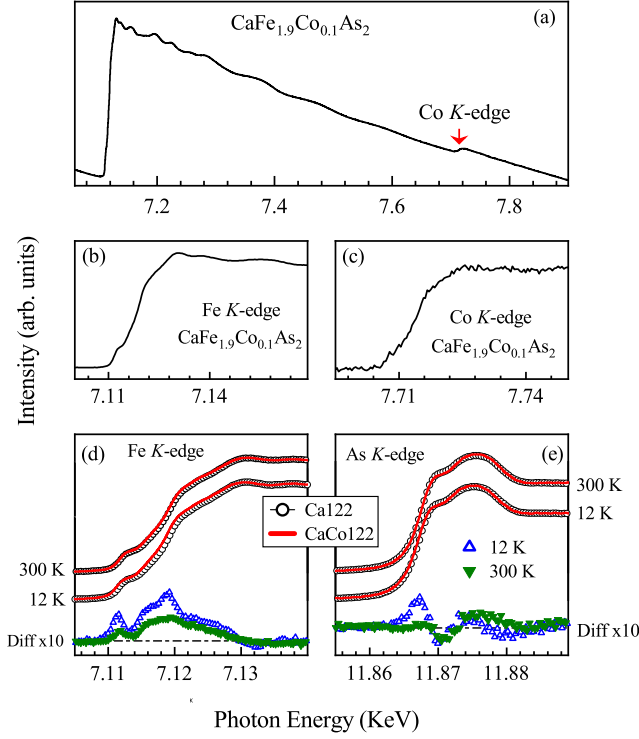 CaFe1.9Co0.1As2
(a)
Co K-edge
7.2 7.4 7.6 7.8
Intensity (arb. units)
(b)
Fe K-edge
CaFe1.9Co0.1As2
7.11 7.14
(c)
Co K-edge
CaFe1.9Co0.1As2
7.71 7.74
(d) Fe K-edge
300 K
12 K
Diff x10
7.11 7.12 7.13
Ca122
CaCo122
As K-edge (e)
300 K
12 K
12 K
300 K
Diff x10
11.86 11.87 11.88
K
Photon Energy (KeV)